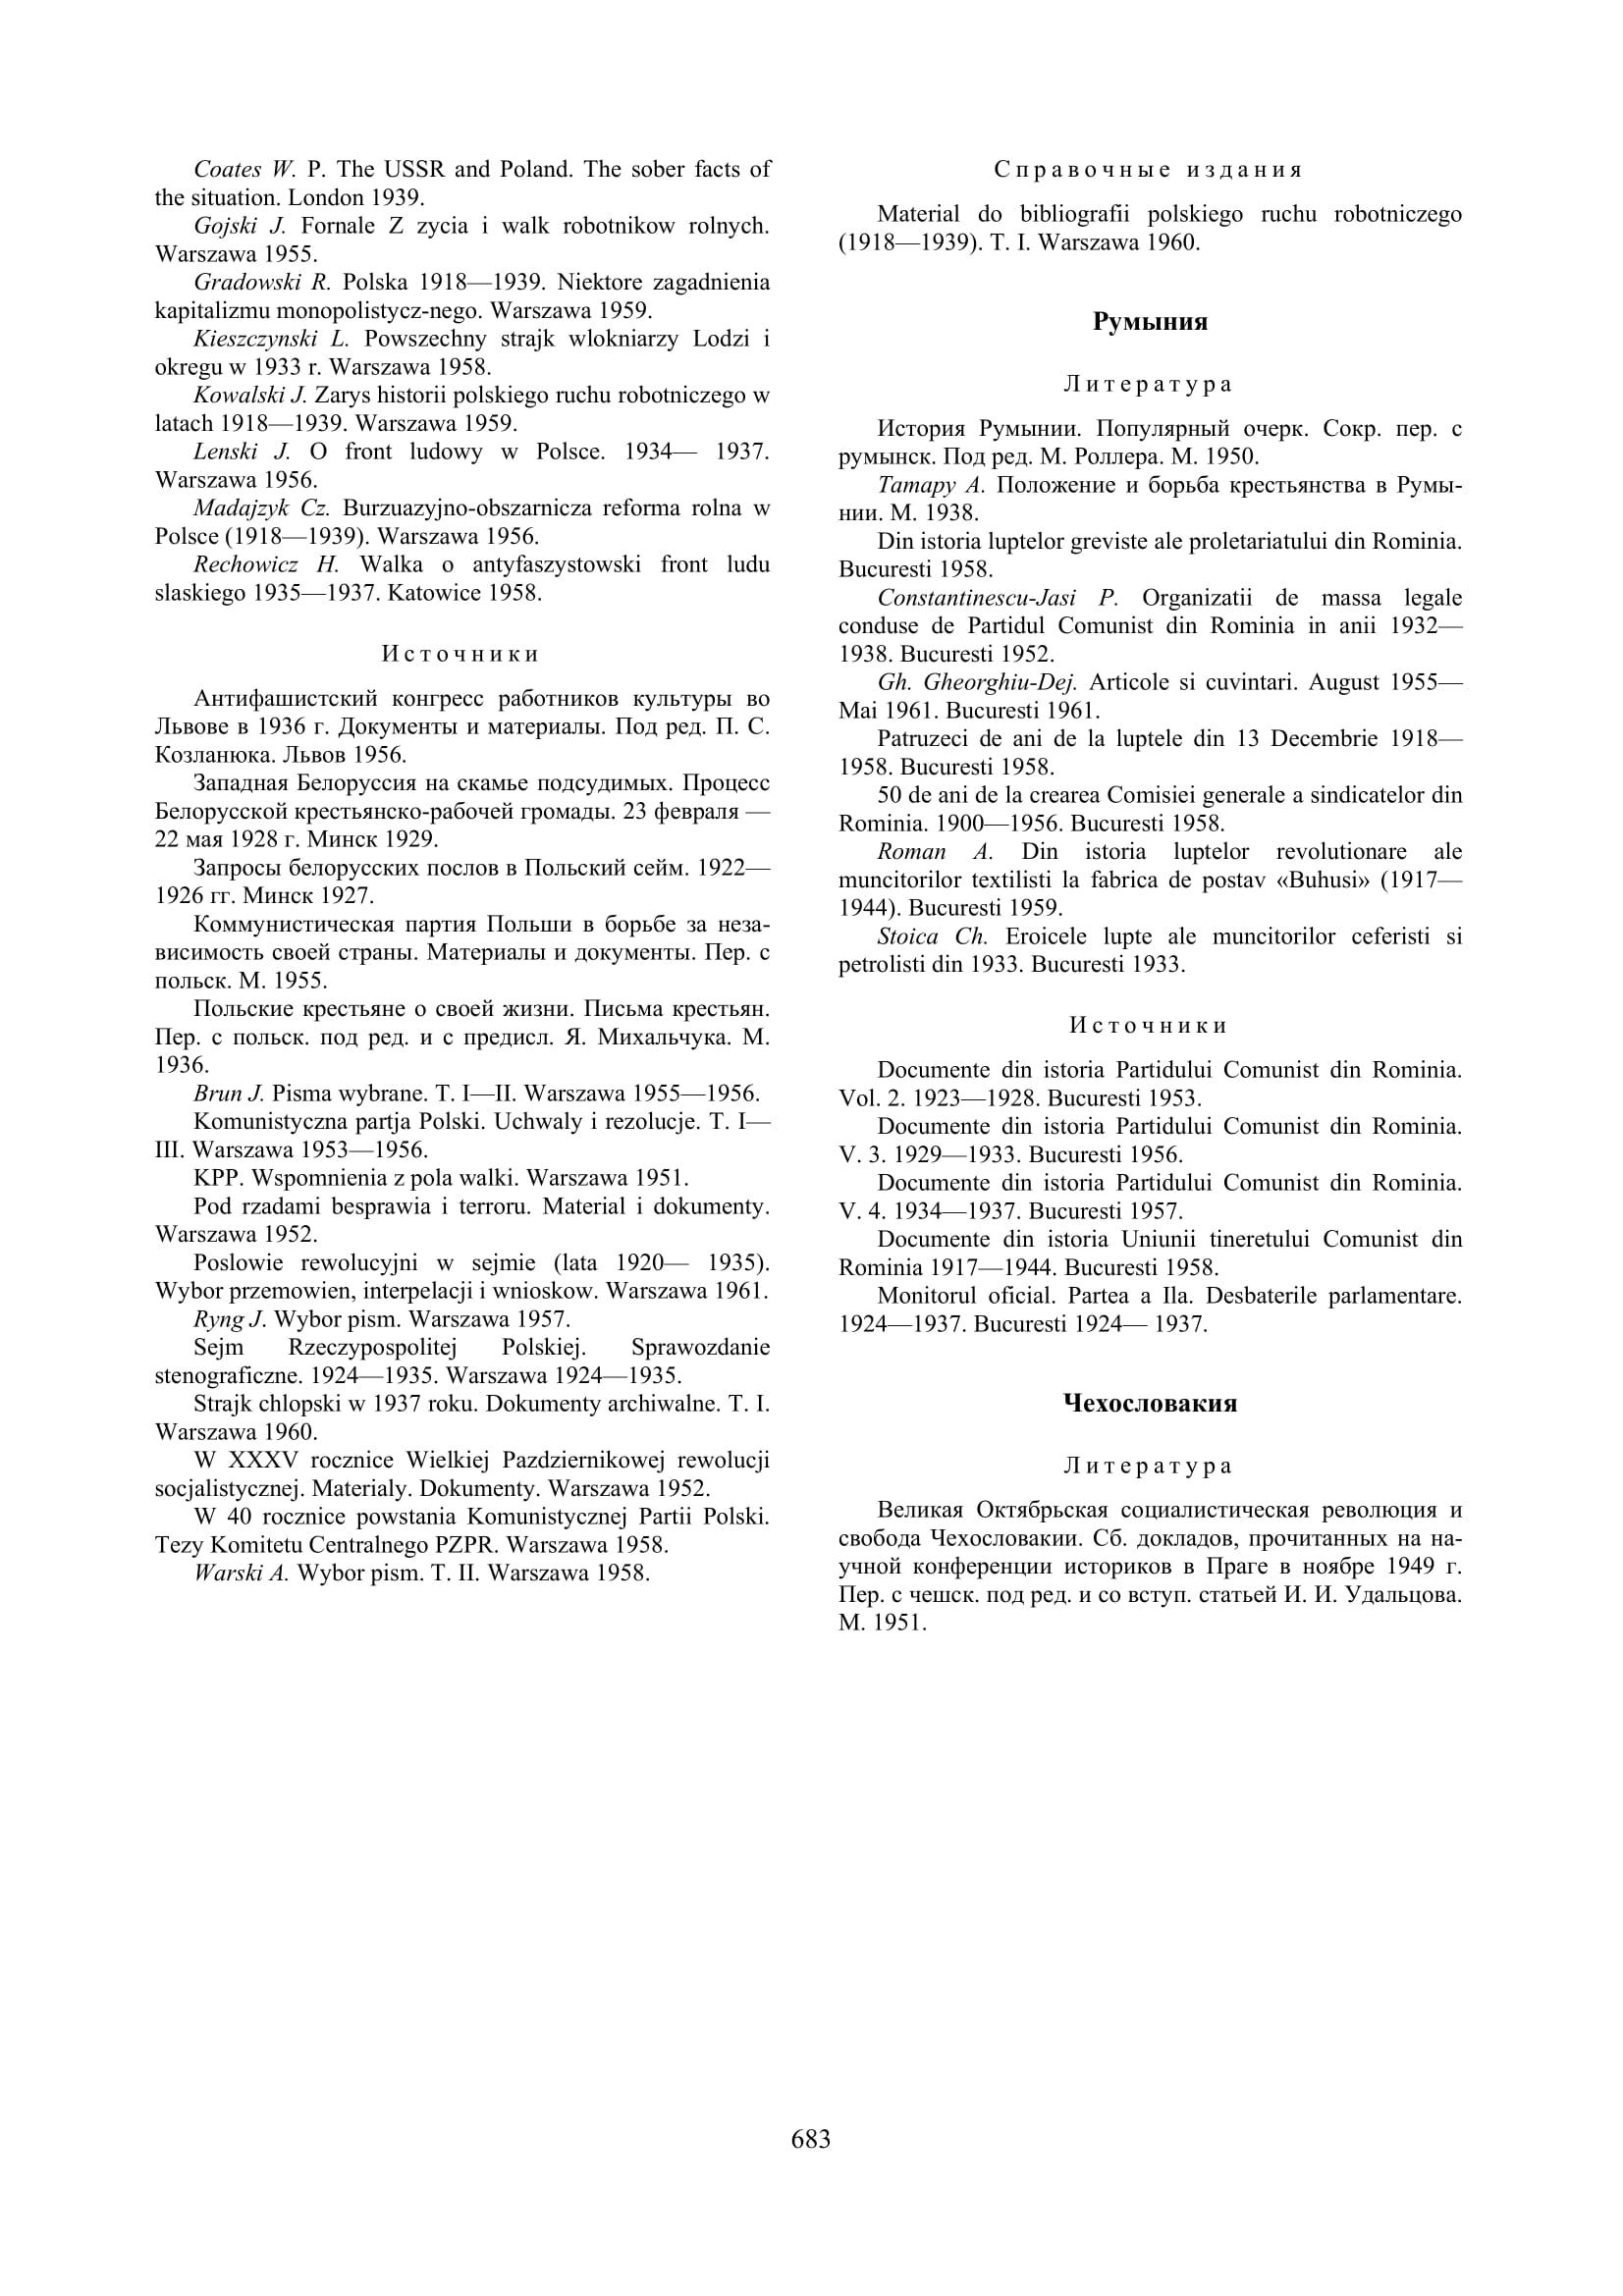 Coates W. P. The USSR and Poland. The sober facts of
the situation. London 1939.
Gojski J. Fornale Z zycia i walk robotnikow rolnych.
Warszawa 1955.
Gradowski R. Polska 1918—1939. Niektore zagadnienia
kapitalizmu monopolistycz-nego. Warszawa 1959.
Kieszczynski L. Powszechny strajk wlokniarzy Lodzi i
okregu w 1933 r. Warszawa 1958.
Kowalski J. Zarys historii polskiego ruchu robotniczego w
latach 1918—1939. Warszawa 1959.
Lenski J. O front ludowy w Polsce. 1934— 1937.
Warszawa 1956.
Madajzyk Cz. Burzuazyjno-obszarnicza reforma rolna w
Polsce (1918—1939). Warszawa 1956.
Rechowicz H. Walka o antyfaszystowski front ludu
slaskiego 1935—1937. Katowice 1958.
Источники
Антифашистский конгресс работников культуры во
Львове в 1936 г. Документы и материалы. Под ред. П. С.
Козланюка. Львов 1956.
Западная Белоруссия на скамье подсудимых. Процесс
Белорусской крестьянско-рабочей громады. 23 февраля —
22 мая 1928 г. Минск 1929.
Запросы белорусских послов в Польский сейм. 1922—
1926 гг. Минск 1927.
Коммунистическая партия Польши в борьбе за неза-
висимость своей страны. Материалы и документы. Пер. с
польск. М. 1955.
Польские крестьяне о своей жизни. Письма крестьян.
Пер. с польск. под ред. и с предисл. Я. Михальчука. М.
1936.
Brun J. Pisma wybrane. T. I—II. Warszawa 1955—1956.
Komunistyczna partja Polski. Uchwaly i rezolucje. T. I—
III. Warszawa 1953—1956.
KPP. Wspomnienia z pola walki. Warszawa 1951.
Pod rzadami besprawia i terroru. Material i dokumenty.
Warszawa 1952.
Poslowie rewolucyjni w sejmie (lata 1920— 1935).
Wybor przemowien, interpelacji i wnioskow. Warszawa 1961.
Ryng J. Wybor pism. Warszawa 1957.
Sejm Rzeczypospolitej Polskiej. Sprawozdanie
stenograficzne. 1924—1935. Warszawa 1924—1935.
Strajk chlopski w 1937 roku. Dokumenty archiwalne. T. I.
Warszawa 1960.
W XXXV rocznice Wielkiej Pazdziernikowej rewolucji
socjalistycznej. Materialy. Dokumenty. Warszawa 1952.
W 40 rocznice powstania Komunistycznej Partii Polski.
Tezy Komitetu Centralnego PZPR. Warszawa 1958.
Warski A. Wybor pism. T. II. Warszawa 1958.
Справочные издания
Material do bibliografii polskiego ruchu robotniczego
(1918—1939). T. I. Warszawa 1960.
Румыния
Литература
История Румынии. Популярный очерк. Сокр. пер. с
румынск. Под ред. М. Роллера. М. 1950.
Татару А. Положение и борьба крестьянства в Румы-
нии. М. 1938.
Din istoria luptelor greviste ale proletariatului din Rominia.
Bucuresti 1958.
Constantinescu-Jasi P. Organizatii de massa legale
conduse de Partidul Comunist din Rominia in anii 1932—
1938. Bucuresti 1952.
Gh. Gheorghiu-Dej. Articole si cuvintari. August 1955—
Mai 1961. Bucuresti 1961.
Patruzeci de ani de la luptele din 13 Decembrie 1918—
1958. Bucuresti 1958.
50 de ani de la crearea Comisiei generale a sindicatelor din
Rominia. 1900—1956. Bucuresti 1958.
Roman A. Din istoria luptelor revolutionare ale
muncitorilor textilisti la fabrica de postav «Buhusi» (1917—
1944). Bucuresti 1959.
Stoica Ch. Eroicele lupte ale muncitorilor ceferisti si
petrolisti din 1933. Bucuresti 1933.
Источники
Documente din istoria Partidului Comunist din Rominia.
Vol. 2. 1923—1928. Bucuresti 1953.
Documente din istoria Partidului Comunist din Rominia.
V. 3. 1929—1933. Bucuresti 1956.
Documente din istoria Partidului Comunist din Rominia.
V. 4. 1934—1937. Bucuresti 1957.
Documente din istoria Uniunii tineretului Comunist din
Rominia 1917—1944. Bucuresti 1958.
Monitorul oficial. Partea a Ila. Desbaterile parlamentare.
1924—1937. Bucuresti 1924— 1937.
Чехословакия
Литература
Великая Октябрьская социалистическая революция и
свобода Чехословакии. Сб. докладов, прочитанных на на-
учной конференции историков в Праге в ноябре 1949 г.
Пер. с чешск. под ред. и со вступ. статьей И. И. Удальцова.
М. 1951.
683